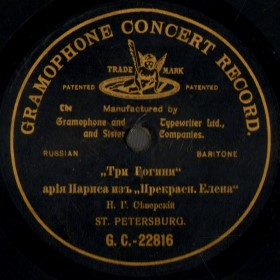 GRAMOPHONE CONCERT RECORD.
TRADE MARK
PATENTED PATENTED
The Manufactured by
Gramophone and Typewriter Ltd.,
and Sister Companies.
RUSSIAN BARITONE
„Три Богини“
арія Париса изъ „Прекрасн. Елена“
Н. Г. Сѣверскій
ST. PETERSBURG.
G. C.-22816